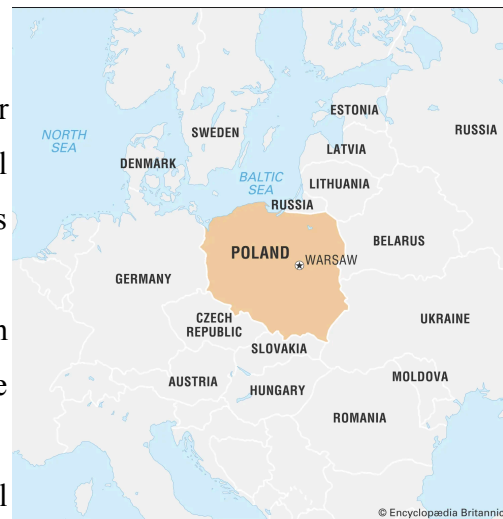 ESTONIA
r
RUSSIA
NORTH
SEA
SWEDEN
LATVIA
l
DENMARK
BALTIC
SEA
LITHUANIA
RUSSIA
s
POLAND
WARSAW
BELARUS
GERMANY
CZECH
REPUBLIC
UKRAINE
n
SLOVAKIA
MOLDOVA
AUSTRIA
HUNGARY
e
ROMANIA
l
© Encyclopædia Britannic